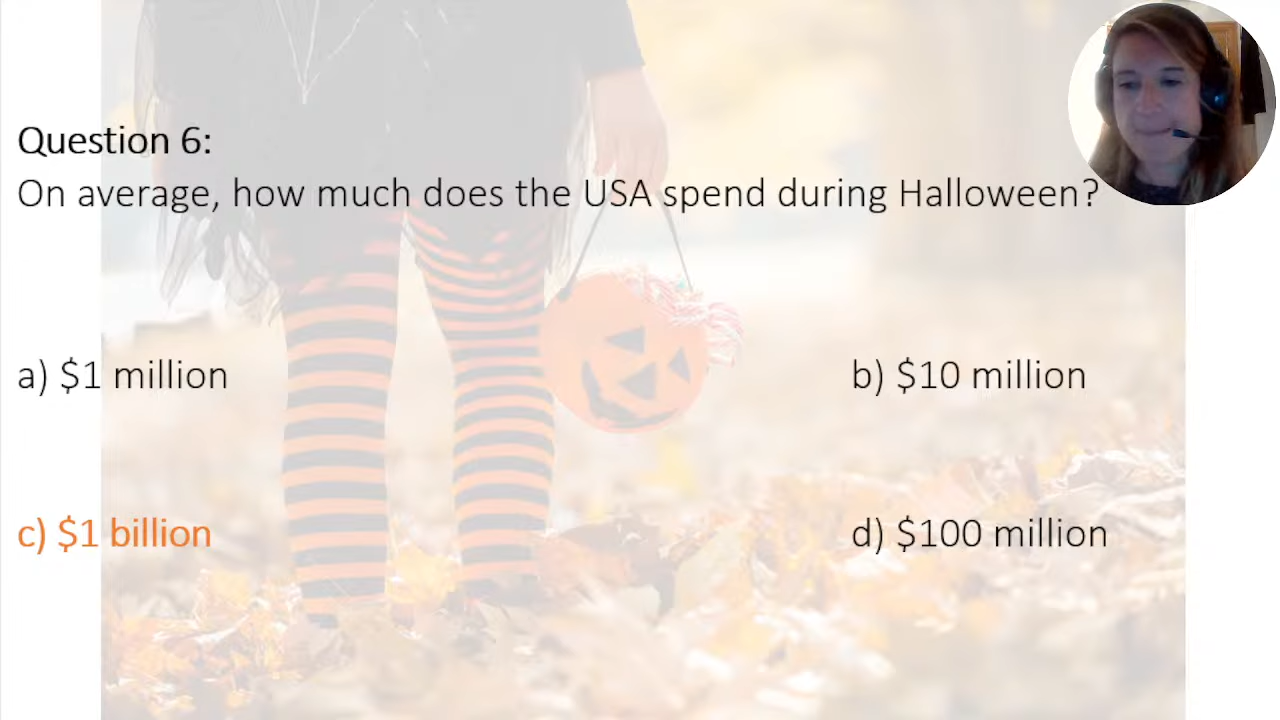 Question 6:
On average, how much does the USA spend during Halloween?
a) $1 million
b) $10 million
c) $1 billion
d) $100 million